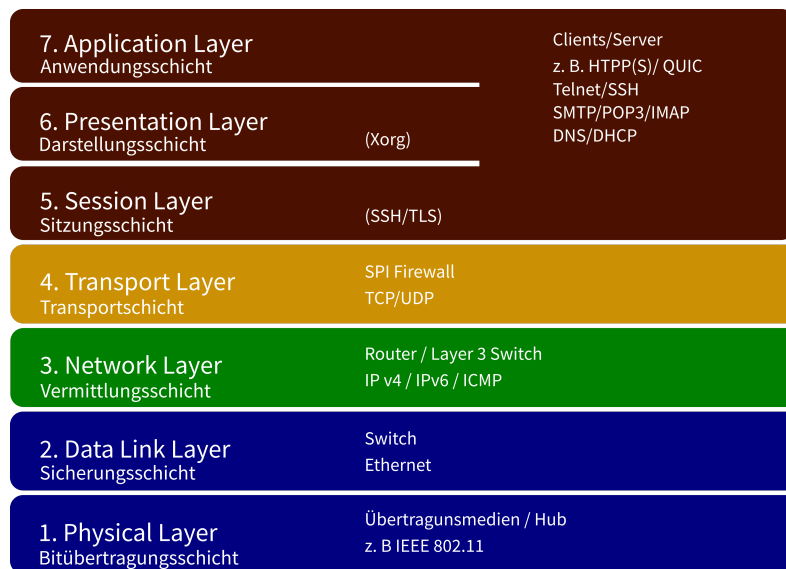 7. Application Layer
Anwendungsschicht
Clients/Server
z. B. HTPP(S)/ QUIC
Telnet/SSH
SMTP/POP3/IMAP
DNS/DHCP
6. Presentation Layer
Darstellungsschicht
(Xorg)
5. Session Layer
Sitzungsschicht
(SSH/TLS)
4. Transport Layer
Transportschicht
SPI Firewall
TCP/UDP
3. Network Layer
Vermittlungsschicht
Router / Layer 3 Switch
IP v4 / IPv6 / ICMP
2. Data Link Layer
Sicherungsschicht
Switch
Ethernet
1. Physical Layer
Bitübertragungsschicht
Übertragunsmedien / Hub
z. B IEEE 802.11